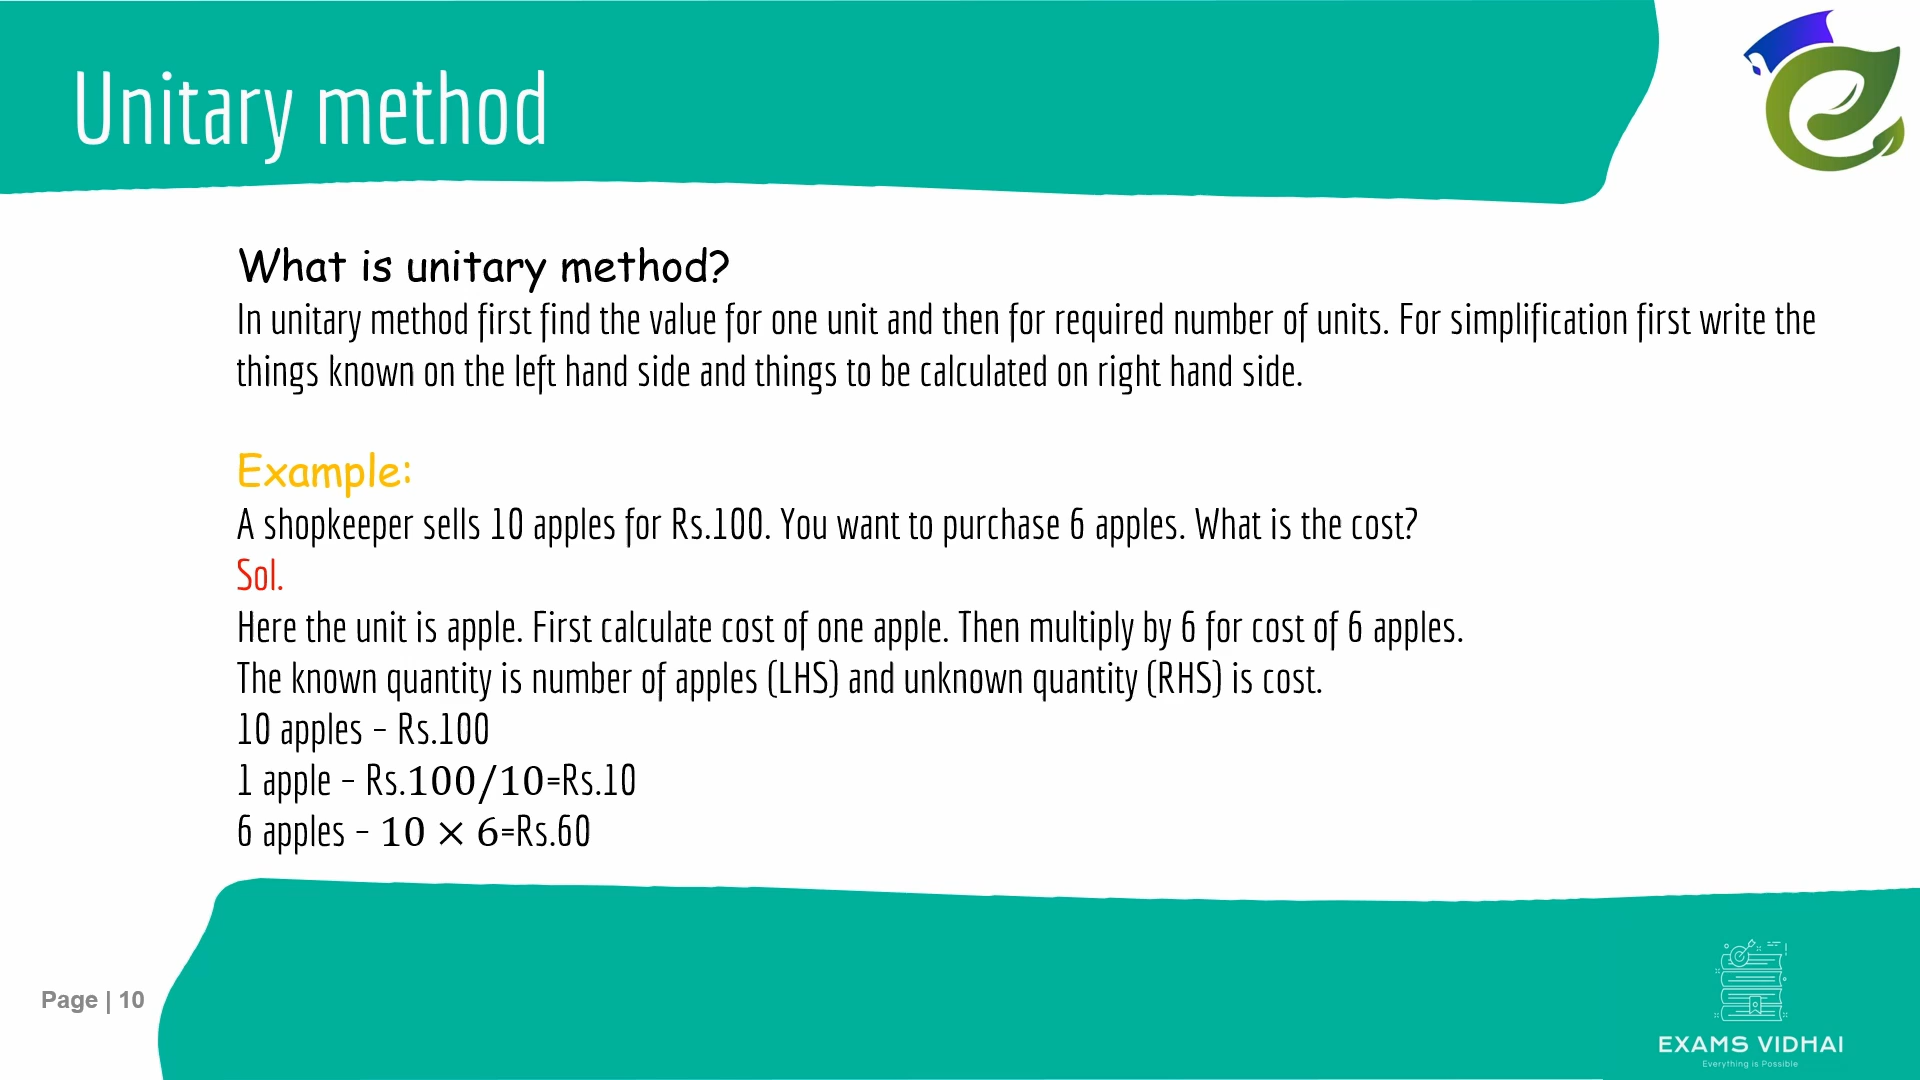 Unitary method
What is unitary method?
In unitary method first find the value for one unit and then for required number of units. For simplification first write the
things known on the left hand side and things to be calculated on right hand side.
Example:
A shopkeeper sells 10 apples for Rs.100. You want to purchase 6 apples. What is the cost?
Sol.
Here the unit is apple. First calculate cost of one apple. Then multiply by 6 for cost of 6 apples.
The known quantity is number of apples (LHS) and unknown quantity (RHS) is cost.
10 apples – Rs.100
1 apple – Rs.100/10=Rs.10
6 apples – 10 × 6=Rs.60
Page | 10
EXAMS VIDHAI
Everything is Possible